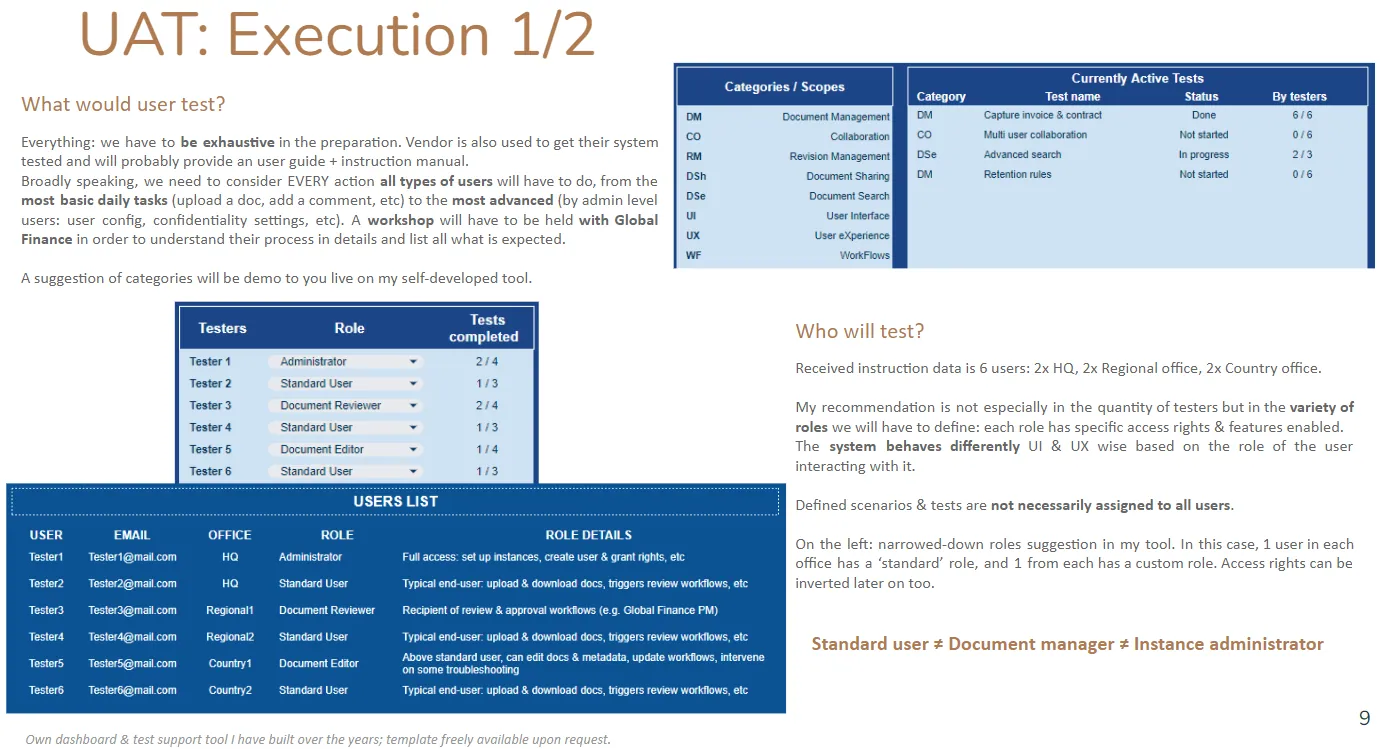 UAT: Execution 1/2
What would user test?
Everything: we have to be exhaustive in the preparation. Vendor is also used to get their system
tested and will probably provide an user guide + instruction manual.
Broadly speaking, we need to consider EVERY action all types of users will have to do, from the
most basic daily tasks (upload a doc, add a comment, etc) to the most advanced (by admin level
users: user config, confidentiality settings, etc). A workshop will have to be held with Global
Finance in order to understand their process in details and list all what is expected.
A suggestion of categories will be demo to you live on my self-developed tool.
Categories / Scopes
DM Document Management
CO Collaboration
RM Revision Management
DSh Document Sharing
DSe Document Search
UI User Interface
UX User eXperience
WF WorkFlows
Currently Active Tests
Category Test name Status By testers
DM Capture invoice & contract Done 6 / 6
CO Multi user collaboration Not started 0 / 6
DSe Advanced search In progress 2 / 3
DM Retention rules Not started 0 / 6
Testers Role Tests completed
Tester 1 Administrator 2 / 4
Tester 2 Standard User 1 / 3
Tester 3 Document Reviewer 2 / 4
Tester 4 Standard User 1 / 3
Tester 5 Document Editor 1 / 4
Tester 6 Standard User 1 / 3
USERS LIST
USER EMAIL OFFICE ROLE ROLE DETAILS
Tester1 Tester1@mail.com HQ Administrator Full access: set up instances, create user & grant rights, etc
Tester2 Tester2@mail.com HQ Standard User Typical end-user: upload & download docs, triggers review workflows, etc
Tester3 Tester3@mail.com Regional1 Document Reviewer Recipient of review & approval workflows (e.g. Global Finance PM)
Tester4 Tester4@mail.com Regional2 Standard User Typical end-user: upload & download docs, triggers review workflows, etc
Tester5 Tester5@mail.com Country1 Document Editor Above standard user, can edit docs & metadata, update workflows, intervene
on some troubleshooting
Tester6 Tester6@mail.com Country2 Standard User Typical end-user: upload & download docs, triggers review workflows, etc
Who will test?
Received instruction data is 6 users: 2x HQ, 2x Regional office, 2x Country office.
My recommendation is not especially in the quantity of testers but in the variety of
roles we will have to define: each role has specific access rights & features enabled.
The system behaves differently UI & UX wise based on the role of the user
interacting with it.
Defined scenarios & tests are not necessarily assigned to all users.
On the left: narrowed-down roles suggestion in my tool. In this case, 1 user in each
office has a ‘standard’ role, and 1 from each has a custom role. Access rights can be
inverted later on too.
Standard user ≠ Document manager ≠ Instance administrator
9
Own dashboard & test support tool I have built over the years; template freely available upon request.